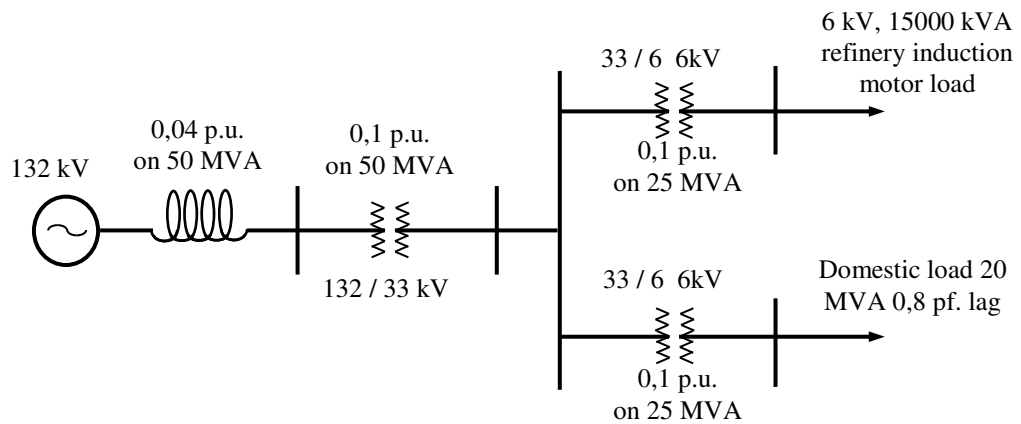 132 kV
0,04 p.u.
on 50 MVA
0,1 p.u.
on 50 MVA
132 / 33 kV
33 / 6 6kV
0,1 p.u.
on 25 MVA
6 kV, 15000 kVA
refinery induction
motor load
33 / 6 6kV
0,1 p.u.
on 25 MVA
Domestic load 20
MVA 0,8 pf. lag